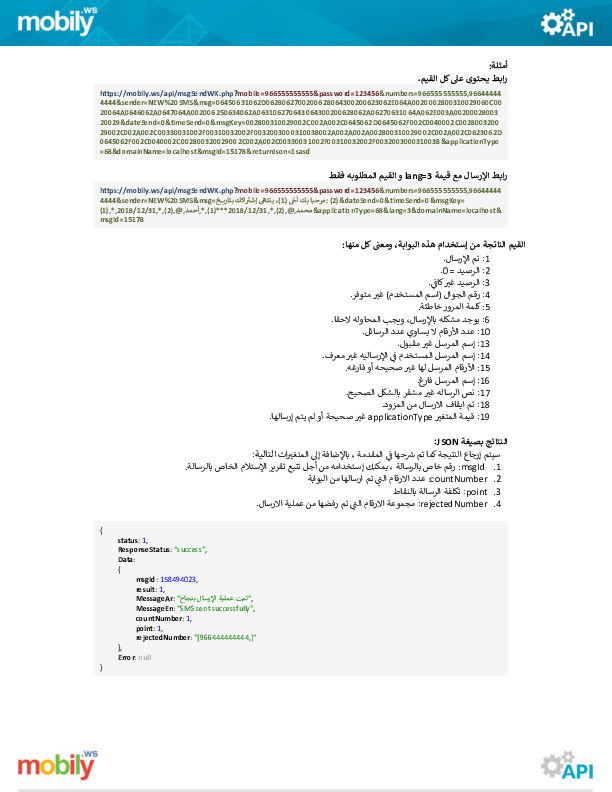 mobily.ws
API
أمثلة:
رابط يحتوى على كل القيم.
https://mobily.ws/api/msgSendWK.php?mobile=966555555555&password=123456&numbers=966555555555,96644444
4444&sender=NEW%20SMS&msg=
&dateSend=0&timeSend=0&msgKey=
&applicationType
=68&domainName=localhost&msgId=15178&returnJson=1sasd
رابط الإرسال مع قيمة lang=3 و القيم المطلوبه فقط
https://mobily.ws/api/msgSendWK.php?mobile=966555555555&password=123456&numbers=966555555555,96644444
4444&sender=NEW%20SMS&msg=مرحبا بك أخى (1)، ينتهي إشتراكك بتاريخ: (2)&dateSend=0&timeSend=0&msgKey=
(1),*,محمد,@,(2),*,2018/12/31***(1),*,أحمد,@,(2),*,2018/12/31&applicationType=68&lang=3&domainName=localhost&
msgId=15178
القيم الناتجة من إستخدام هذه البوابة، ومعنى كل منها:
1: تم الإرسال.
2: الرصيد = 0.
3: الرصيد غير كافي.
4: رقم الجوال (اسم المستخدم) غير متوفر.
5: كلمة المرور خاطئة.
6: يوجد مشكله بالإرسال، ويجب المحاوله لاحقا.
10: عدد الأرقام لا يساوي عدد الرسائل.
13: إسم المرسل غير مقبول.
14: إسم المرسل المستخدم في الإرساليه غير معرف.
15: الأرقام المرسل لها غير صحيحه أو فارغه.
16: إسم المرسل فارغ.
17: نص الرساله غير مشفر بالشكل الصحيح.
18: تم ايقاف الارسال من المزود.
19: قيمة المتغير applicationType غير صحيحة أو لم يتم إرسالها.
النتائج بصيغة JSON:
سيتم إرجاع النتيجة كما تم شرحها في المقدمة ، بالإضافة إلى المتغيرات التالية:
1. msgId: رقم خاص بالرسالة ، يمكنك إستخدامه من أجل تتبع تقرير الإستلام الخاص بالرسالة.
2. countNumber: عدد الارقام التي تم ارسالها من البوابة
3. point: تكلفة الرسالة بالنقاط
4. rejectedNumber: مجموعة الارقام التي تم رفضها من عملية الارسال.
{
status: 1,
ResponseStatus: "success",
Data:
{
msgId: 158494023,
result: 1,
MessageAr: "تمت عملية الإرسال بنجاح",
MessageEn: "SMS sent successfully",
countNumber: 1,
point: 1,
rejectedNumber: "[966444444444,]"
},
Error: null
}
mobily.ws
API